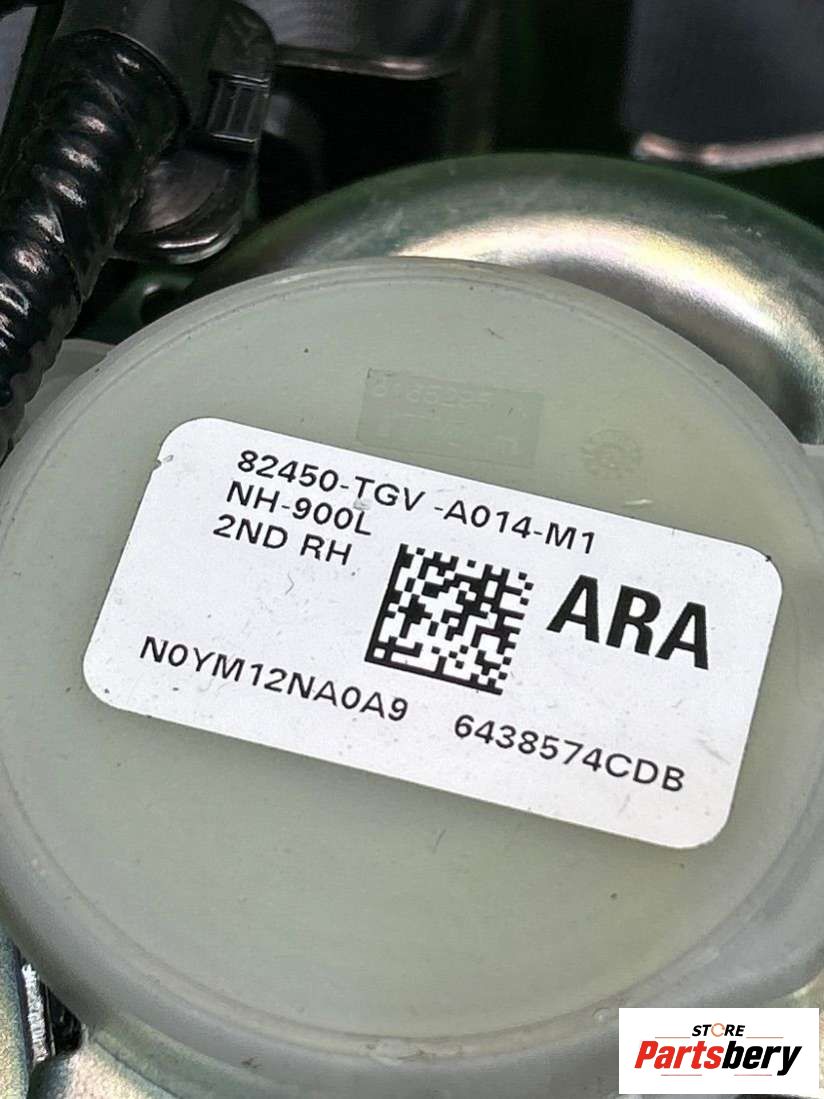 82450-TGV -A014-M1
NH-900L
2ND RH
ARA
N0YM12NA0A9 6438574CDB
STORE
Partsbery